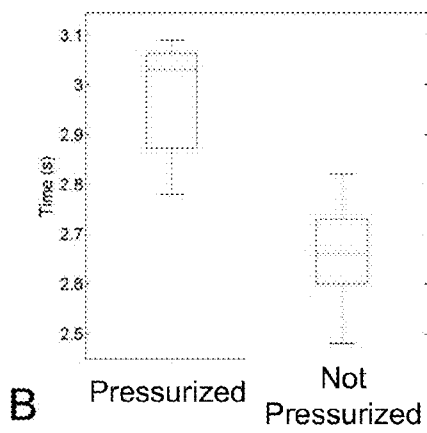 3.1
3
2.9
2.8
2.7
2.6
2.5
Time (s)
Pressurized
Not
Pressurized
B